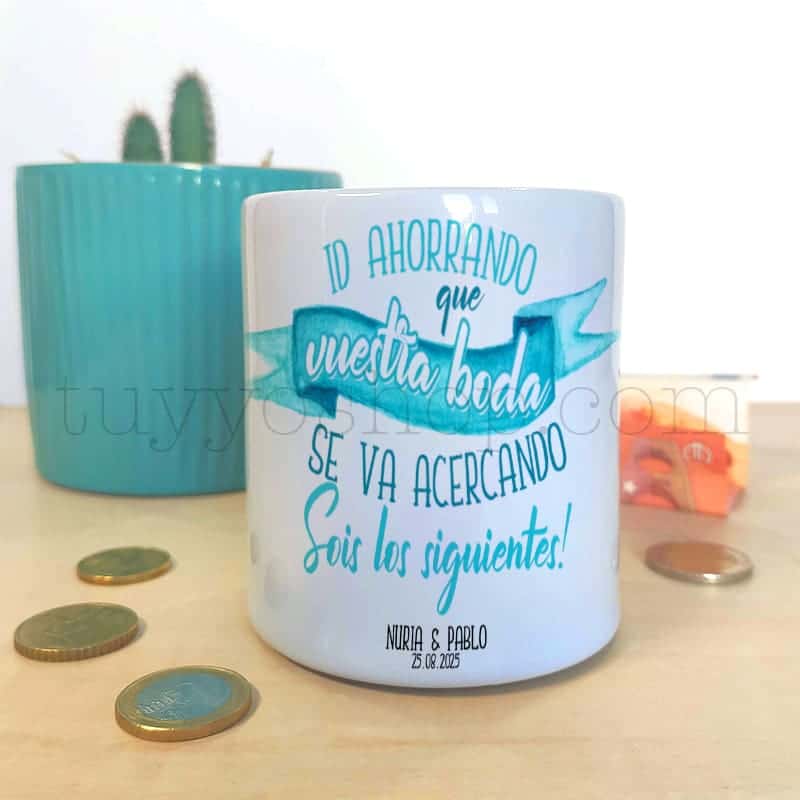 ID AHORRANDO
que
vuestra boda
tuyyoshop.com
SE VA ACERCANDO
Sois los siguientes!
NURIA & PABLO
25.08.2025